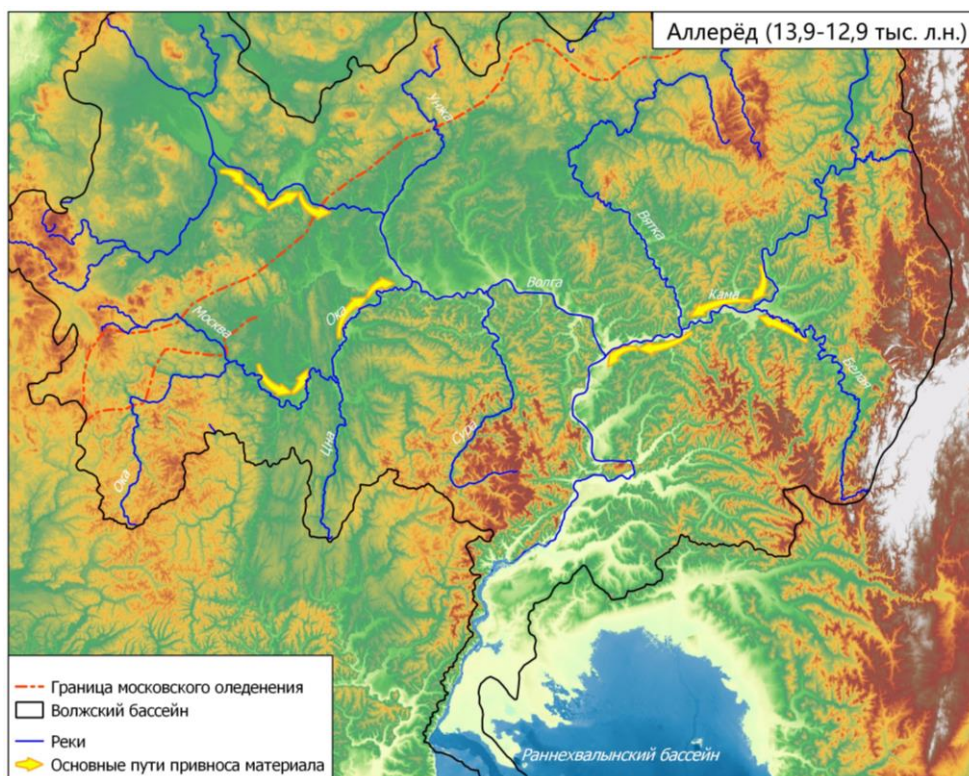 Аллерёд (13,9-12,9 тыс. л.н.)
Унжа
Вятка
Волга
Кама
Ока
Москва
Белая
Сура
Цна
Ока
Граница московского оледенения
Волжский бассейн
Реки
Основные пути привноса материала
Раннехвалынский бассейн